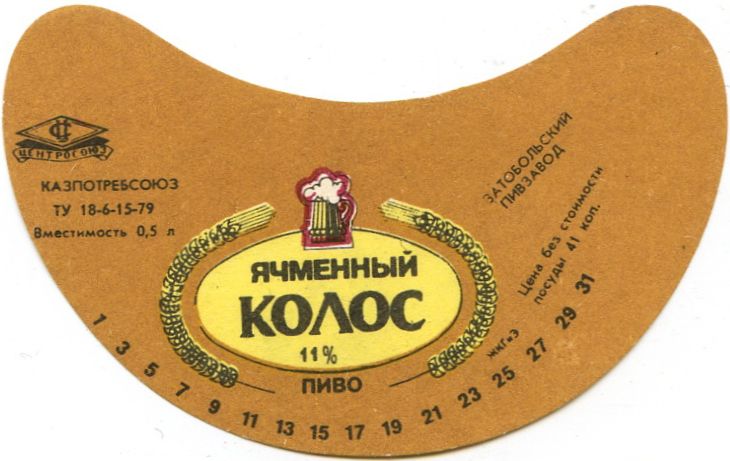 ЦЕНТРОСОЮЗ
КАЗПОТРЕБСОЮЗ
ТУ 18-6-15-79
Вместимость 0,5 л
ЯЧМЕННЫЙ
КОЛОС
11%
ПИВО
ЗАТОБОЛЬСКИЙ
ПИВЗАВОД
Цена без стоимости
посуды 41 коп.
ЖКГиЗ
1 3 5 7 9 11 13 15 17 19 21 23 25 27 29 31